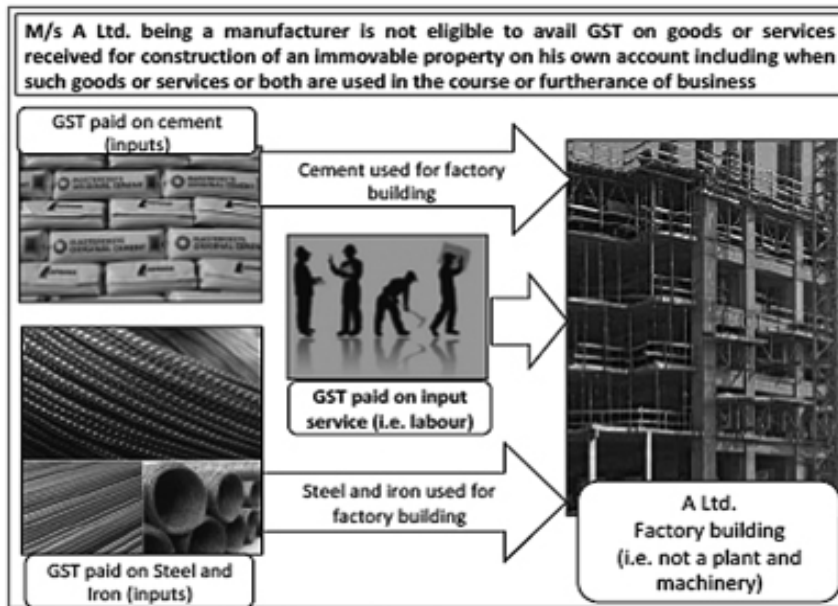 M/s A Ltd. being a manufacturer is not eligible to avail GST on goods or services
received for construction of an immovable property on his own account including when
such goods or services or both are used in the course or furtherance of business
GST paid on cement
(inputs)
Cement used for factory
building
GST paid on input
service (i.e. labour)
Steel and iron used for
factory building
GST paid on Steel and
Iron (inputs)
A Ltd.
Factory building
(i.e. not a plant and
machinery)